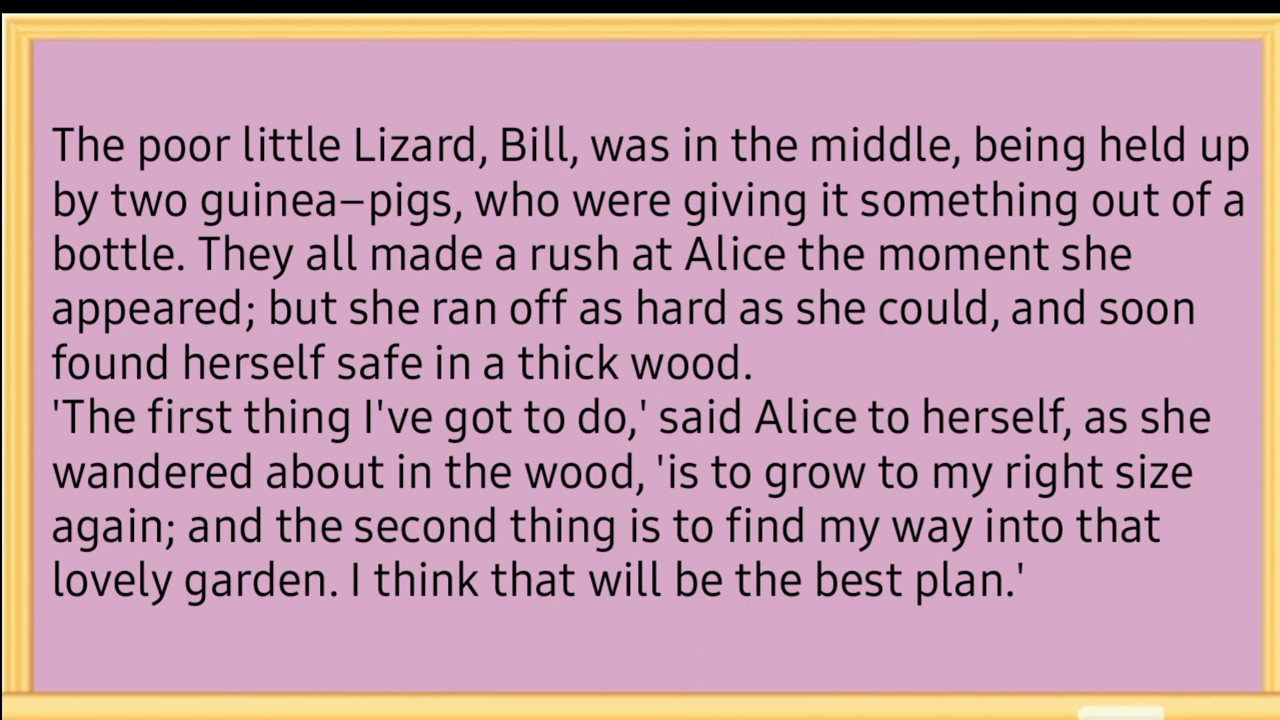 The poor little Lizard, Bill, was in the middle, being held up
by two guinea–pigs, who were giving it something out of a
bottle. They all made a rush at Alice the moment she
appeared; but she ran off as hard as she could, and soon
found herself safe in a thick wood.
'The first thing I've got to do,' said Alice to herself, as she
wandered about in the wood, 'is to grow to my right size
again; and the second thing is to find my way into that
lovely garden. I think that will be the best plan.'